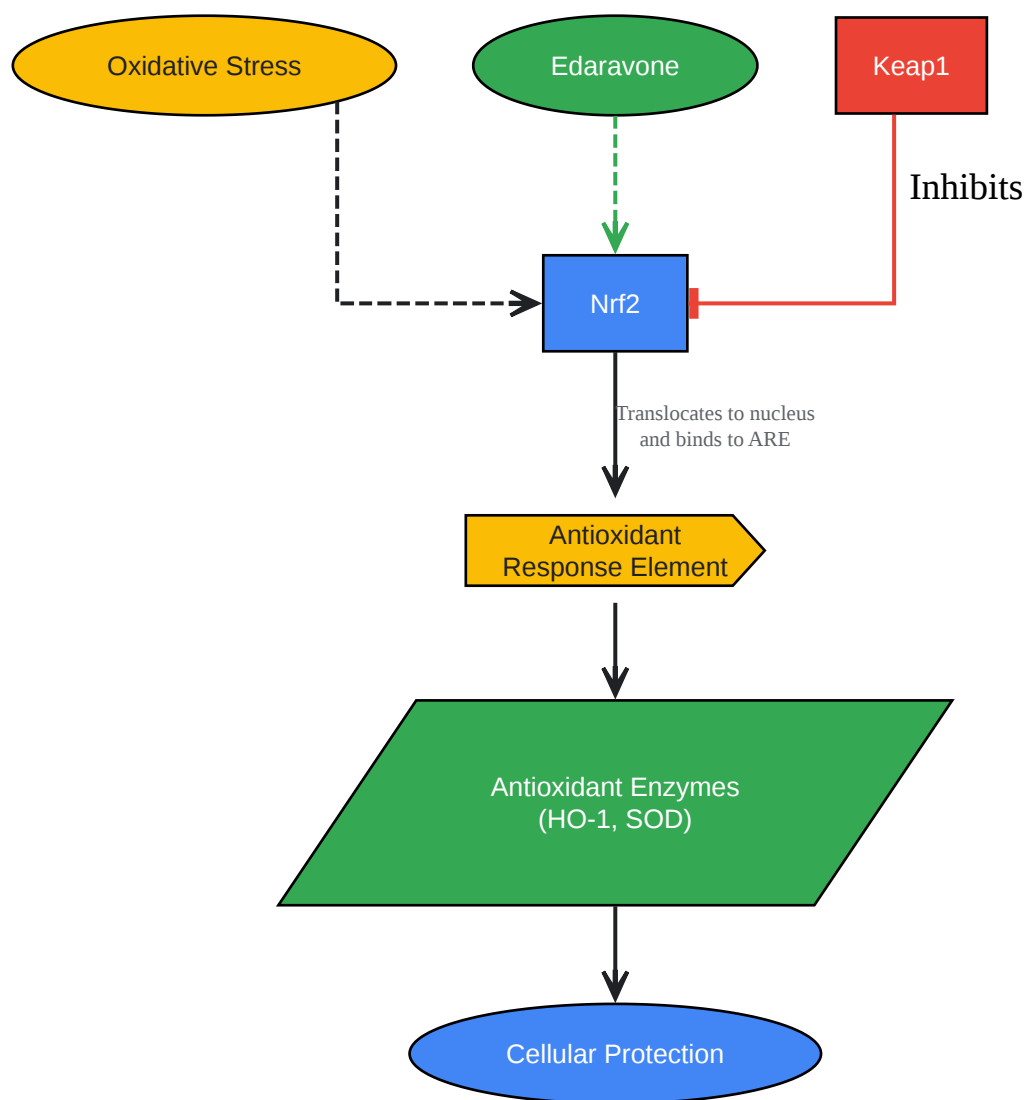 Oxidative Stress
Edaravone
Keap1
Inhibits
Nrf2
Translocates to nucleus
and binds to ARE
Antioxidant
Response Element
Antioxidant Enzymes
(HO-1, SOD)
Cellular Protection